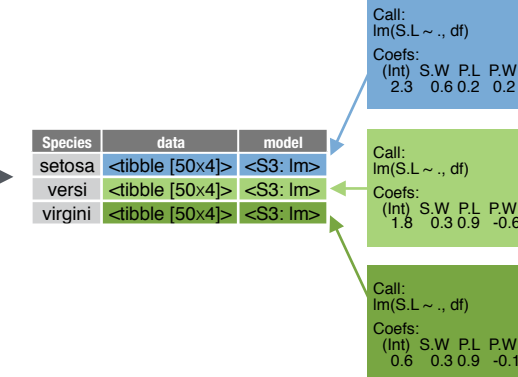 Call:
lm(S.L ~ ., df)
Coefs:
(Int) S.W P.L P.W
2.3 0.6 0.2 0.2
Species data model
setosa <tibble [50x4]> <S3: lm>
versi <tibble [50x4]> <S3: lm>
virgini <tibble [50x4]> <S3: lm>
Call:
lm(S.L ~ ., df)
Coefs:
(Int) S.W P.L P.W
1.8 0.3 0.9 -0.6
Call:
lm(S.L ~ ., df)
Coefs:
(Int) S.W P.L P.W
0.6 0.3 0.9 -0.1